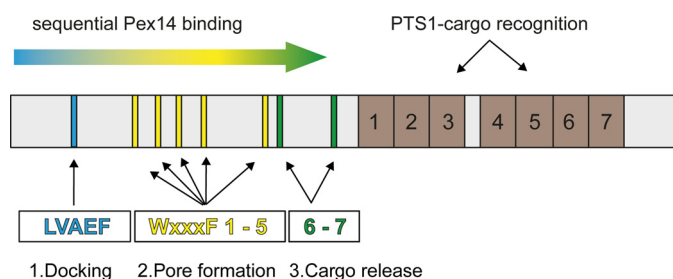 sequential Pex14 binding
PTS1-cargo recognition
1 2 3 4 5 6 7
LVAEF
WxxxF 1 - 5
6 - 7
1.Docking
2.Pore formation
3.Cargo release